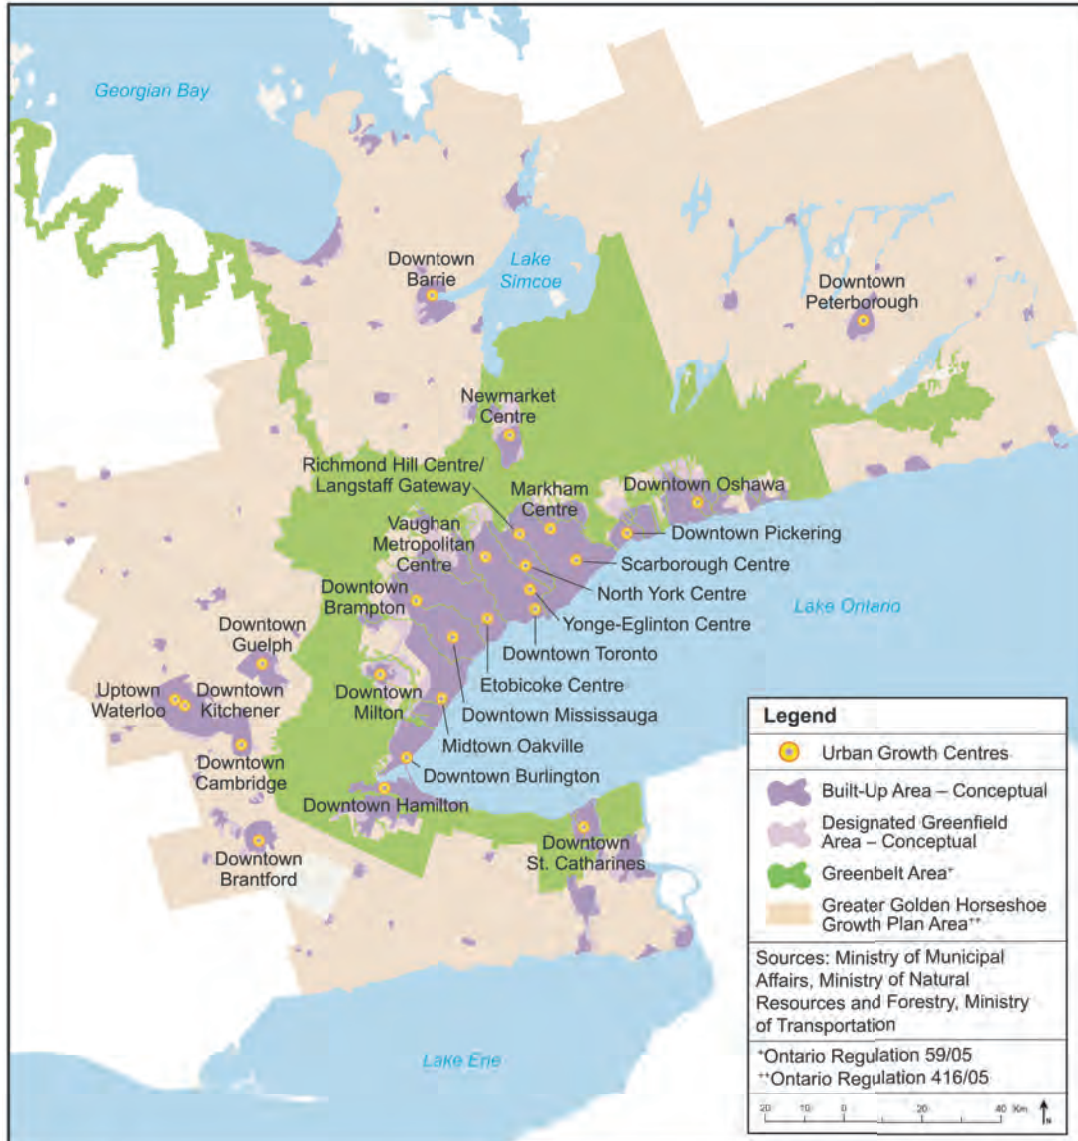 Georgian Bay
Downtown
Barrie
Lake
Simcoe
Downtown
Peterborough
Newmarket
Centre
Richmond Hill Centre/
Langstaff Gateway
Markham
Centre
Downtown Oshawa
Vaughan
Metropolitan
Centre
Downtown Pickering
Scarborough Centre
Downtown
Brampton
North York Centre
Lake Ontario
Yonge-Eglinton Centre
Downtown
Guelph
Downtown Toronto
Etobicoke Centre
Uptown
Waterloo
Downtown
Kitchener
Downtown
Milton
Downtown Mississauga
Midtown Oakville
Downtown
Cambridge
Downtown Burlington
Downtown Hamilton
Downtown
Brantford
Downtown
St. Catharines
Lake Erie
Legend
Urban Growth Centres
Built-Up Area – Conceptual
Designated Greenfield
Area – Conceptual
Greenbelt Area+
Greater Golden Horseshoe
Growth Plan Area++
Sources: Ministry of Municipal
Affairs, Ministry of Natural
Resources and Forestry, Ministry
of Transportation
+Ontario Regulation 59/05
++Ontario Regulation 416/05
20 10 0 20 40 Km
N